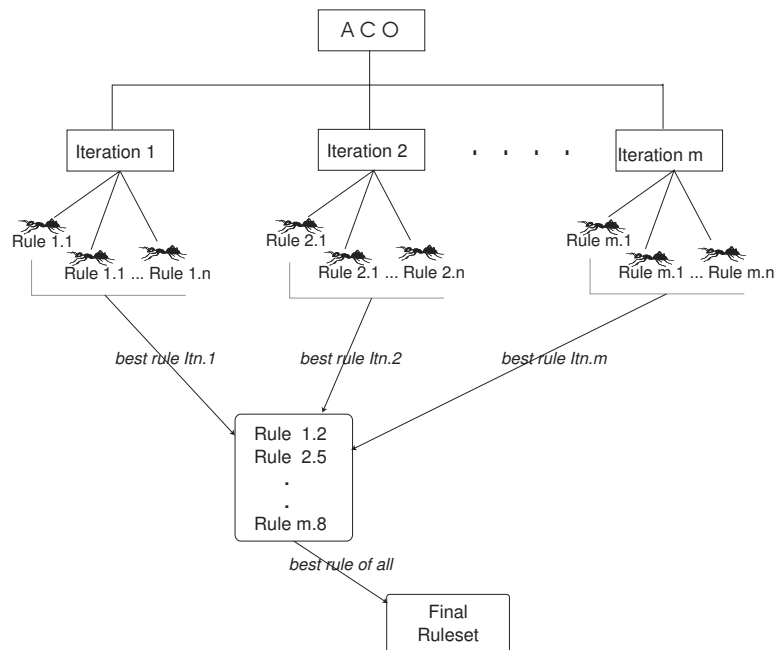 A C O
Iteration 1
Iteration 2
. . . .
Iteration m
Rule 1.1
Rule 1.1 ... Rule 1.n
Rule 2.1
Rule 2.1 ... Rule 2.n
Rule m.1
Rule m.1 ... Rule m.n
best rule Itn.1
best rule Itn.2
best rule Itn.m
Rule 1.2
Rule 2.5
.
.
Rule m.8
best rule of all
Final
Ruleset